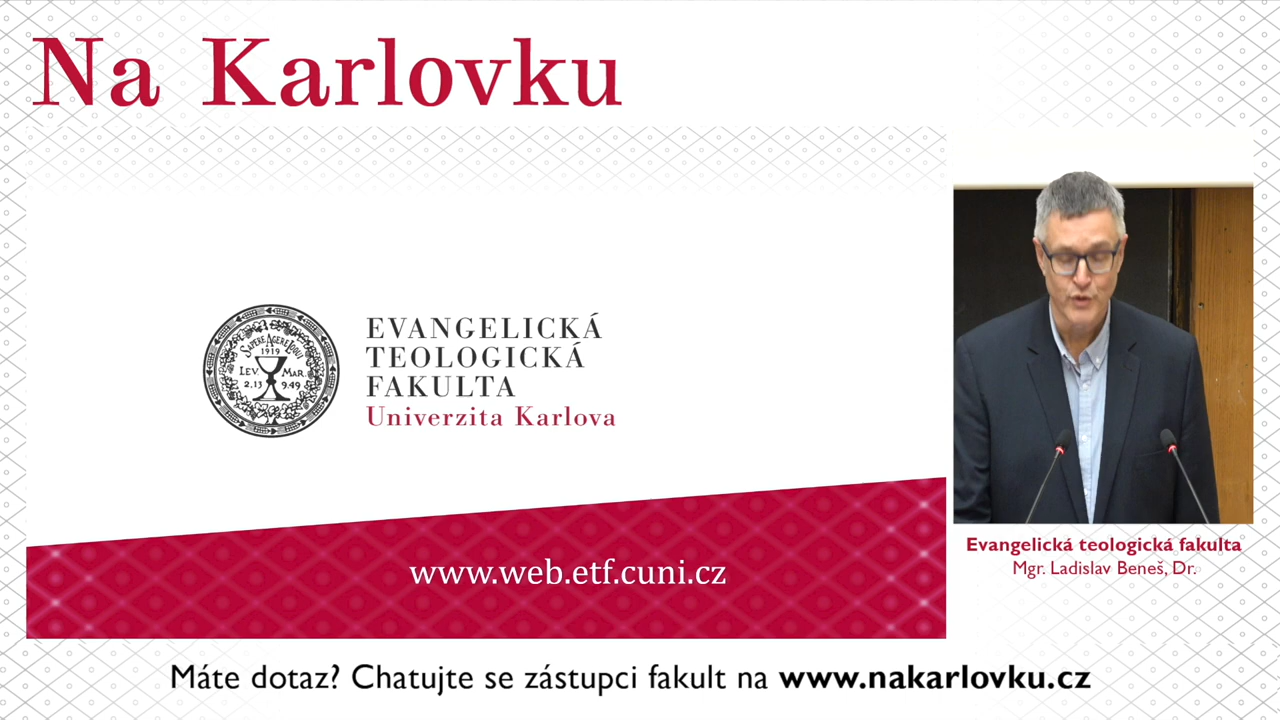 Na Karlovku
EVANGELICKÁ
TEOLOGICKÁ
FAKULTA
Univerzita Karlova
SAPERE AGERE LOQUI
1919
LEV. MAR.
2,13 9,49
www.web.etf.cuni.cz
Evangelická teologická fakulta
Mgr. Ladislav Beneš, Dr.
Máte dotaz? Chatujte se zástupci fakult na www.nakarlovku.cz